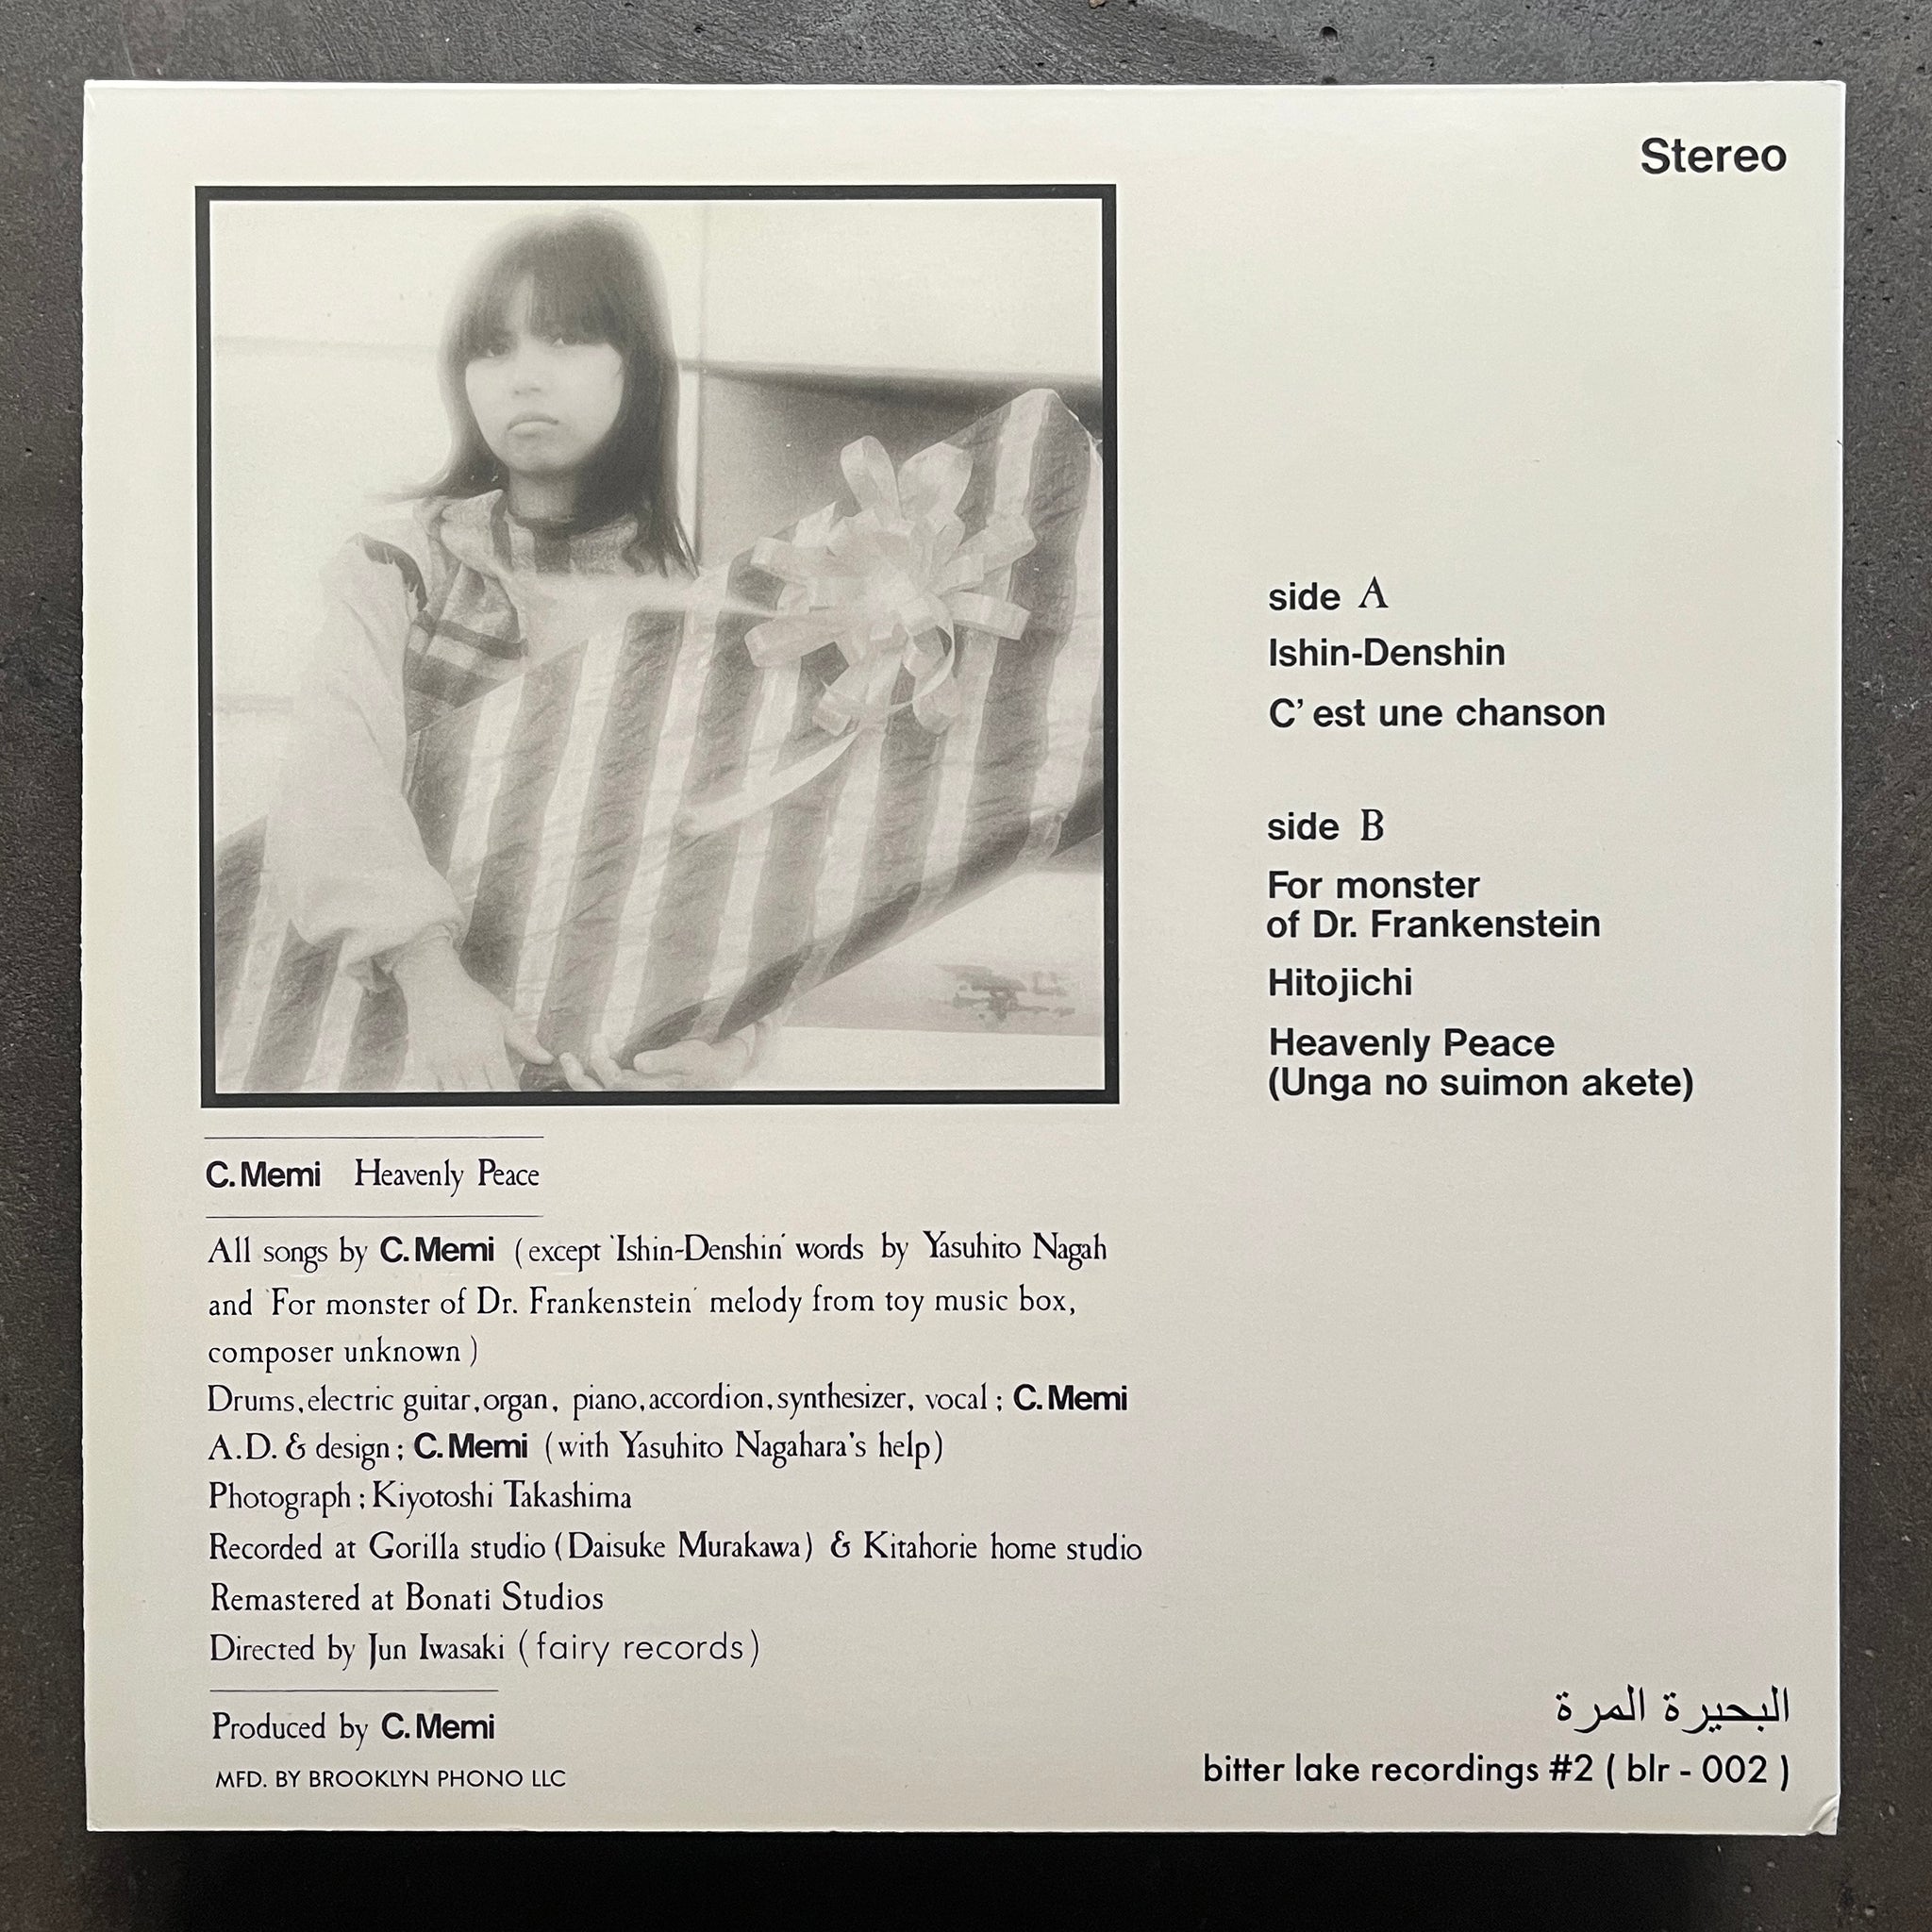 Stereo
side A
Ishin-Denshin
C' est une chanson
side B
For monster
of Dr. Frankenstein
Hitojichi
Heavenly Peace
(Unga no suimon akete)
C. Memi Heavenly Peace
All songs by C. Memi (except 'Ishin-Denshin' words by Yasuhito Nagah
and 'For monster of Dr. Frankenstein' melody from toy music box,
composer unknown)
Drums, electric guitar, organ, piano, accordion, synthesizer, vocal ; C. Memi
A.D. & design ; C. Memi (with Yasuhito Nagahara's help)
Photograph ; Kiyotoshi Takashima
Recorded at Gorilla studio (Daisuke Murakawa) & Kitahorie home studio
Remastered at Bonati Studios
Directed by Jun Iwasaki (fairy records)
Produced by C. Memi
MFD. BY BROOKLYN PHONO LLC
البحيرة المرة
bitter lake recordings #2 ( blr - 002 )